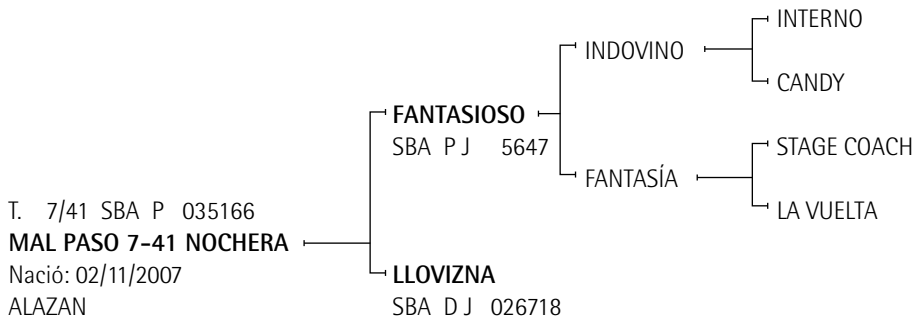 INTERNO
INDOVINO
CANDY
FANTASIOSO
SBA P J 5647
STAGE COACH
FANTASÍA
LA VUELTA
T. 7/41 SBA P 035166
MAL PASO 7-41 NOCHERA
Nació: 02/11/2007
ALAZAN
LLOVIZNA
SBA D J 026718